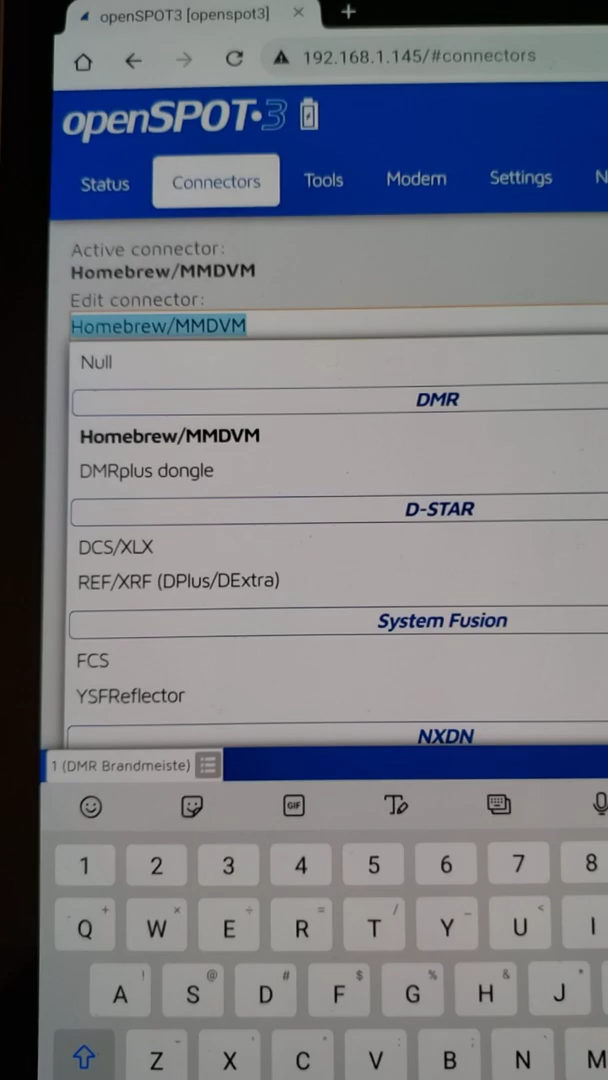 openSPOT3 [openspot3]
192.168.1.145/#connectors
openSPOT•3
Status Connectors Tools Modem Settings N
Active connector:
Homebrew/MMDVM
Edit connector:
Homebrew/MMDVM
Null
DMR
Homebrew/MMDVM
DMRplus dongle
D-STAR
DCS/XLX
REF/XRF (DPlus/DExtra)
System Fusion
FCS
YSFReflector
NXDN
1 (DMR Brandmeiste)
GIF
1 2 3 4 5 6 7 8
Q W E R T Y U I
A S D F G H J
Z X C V B N M